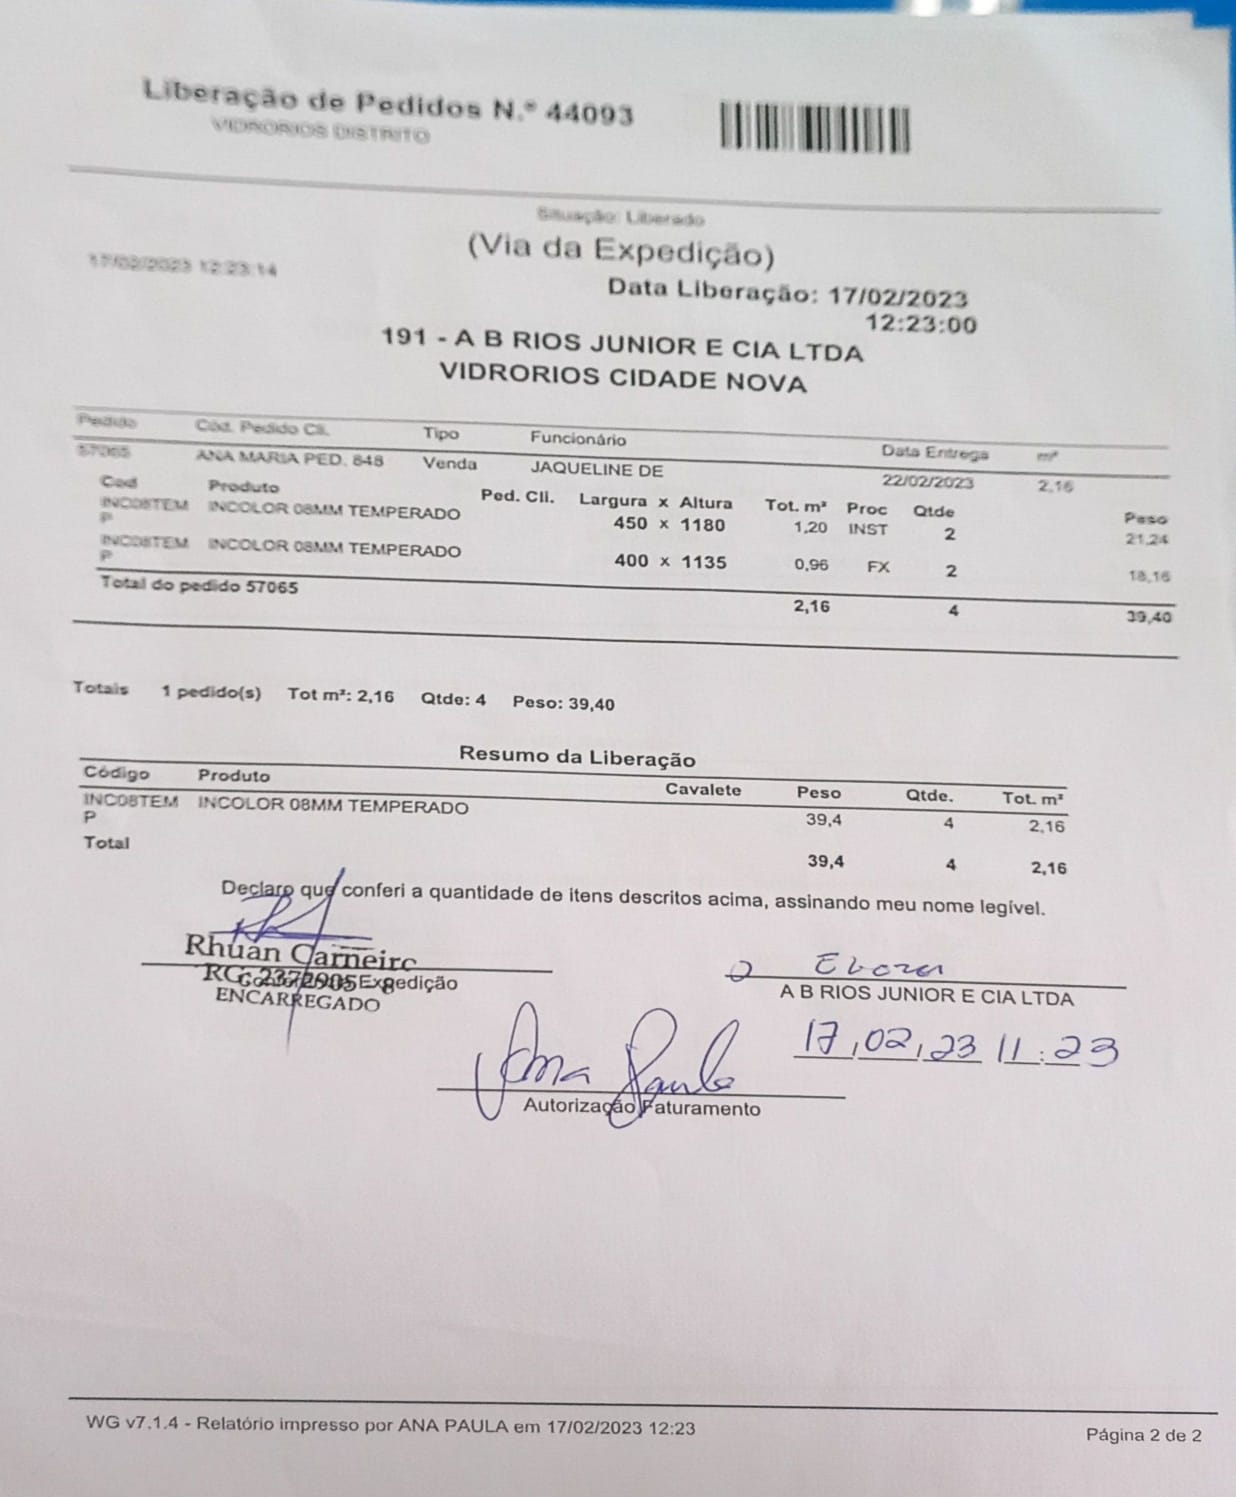 Liberação de Pedidos N.º 44093
VIDRORIOS DISTRITO
Situação: Liberado
(Via da Expedição)
17/02/2023 12:23:14
Data Liberação: 17/02/2023
12:23:00
191 - A B RIOS JUNIOR E CIA LTDA
VIDRORIOS CIDADE NOVA
Pedido Cód. Pedido Cli. Tipo Funcionário Data Entrega m²
57065 ANA MARIA PED. 848 Venda JAQUELINE DE 22/02/2023 2,16
Cod Produto Ped. Cli. Largura x Altura Tot. m² Proc Qtde Peso
INC08TEM INCOLOR 08MM TEMPERADO 450 x 1180 1,20 INST 2 21,24
P
INC08TEM INCOLOR 08MM TEMPERADO 400 x 1135 0,96 FX 2 18,16
P
Total do pedido 57065 2,16 4 39,40
Totais 1 pedido(s) Tot m²: 2,16 Qtde: 4 Peso: 39,40
Resumo da Liberação
Código Produto Cavalete Peso Qtde. Tot. m²
INC08TEM INCOLOR 08MM TEMPERADO 39,4 4 2,16
P
Total 39,4 4 2,16
Declaro que conferi a quantidade de itens descritos acima, assinando meu nome legível.
Rhuan Carneiro
RG: 2372905 - 8
Expedição
ENCARREGADO
A B RIOS JUNIOR E CIA LTDA
17,02,23 11:23
Ana Paula
Autorização Faturamento
WG v7.1.4 - Relatório impresso por ANA PAULA em 17/02/2023 12:23
Página 2 de 2